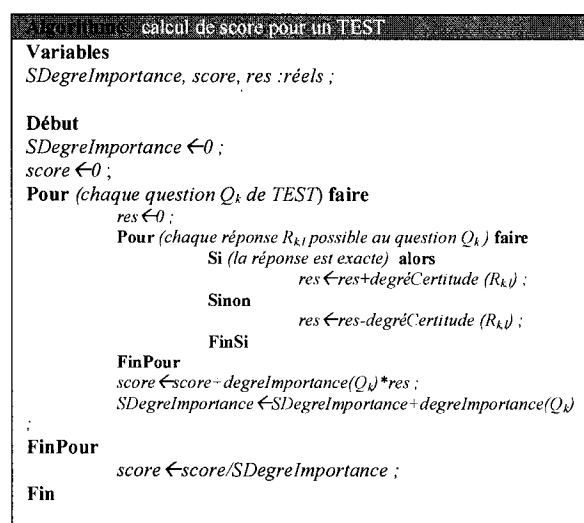 Algorithme : calcul de score pour un TEST
Variables
SDegreImportance, score, res :réels ;
Début
SDegreImportance ←0 ;
score ←0 ;
Pour (chaque question Qk de TEST) faire
res ←0 ;
Pour (chaque réponse Rk,l possible au question Qk ) faire
Si (la réponse est exacte) alors
res ←res+degréCertitude (Rk,l) ;
Sinon
res ←res-degréCertitude (Rk,l) ;
FinSi
FinPour
score ←score+degreImportance(Qk)*res ;
SDegreImportance ←SDegreImportance+degreImportance(Qk)
;
FinPour
score ←score/SDegreImportance ;
Fin